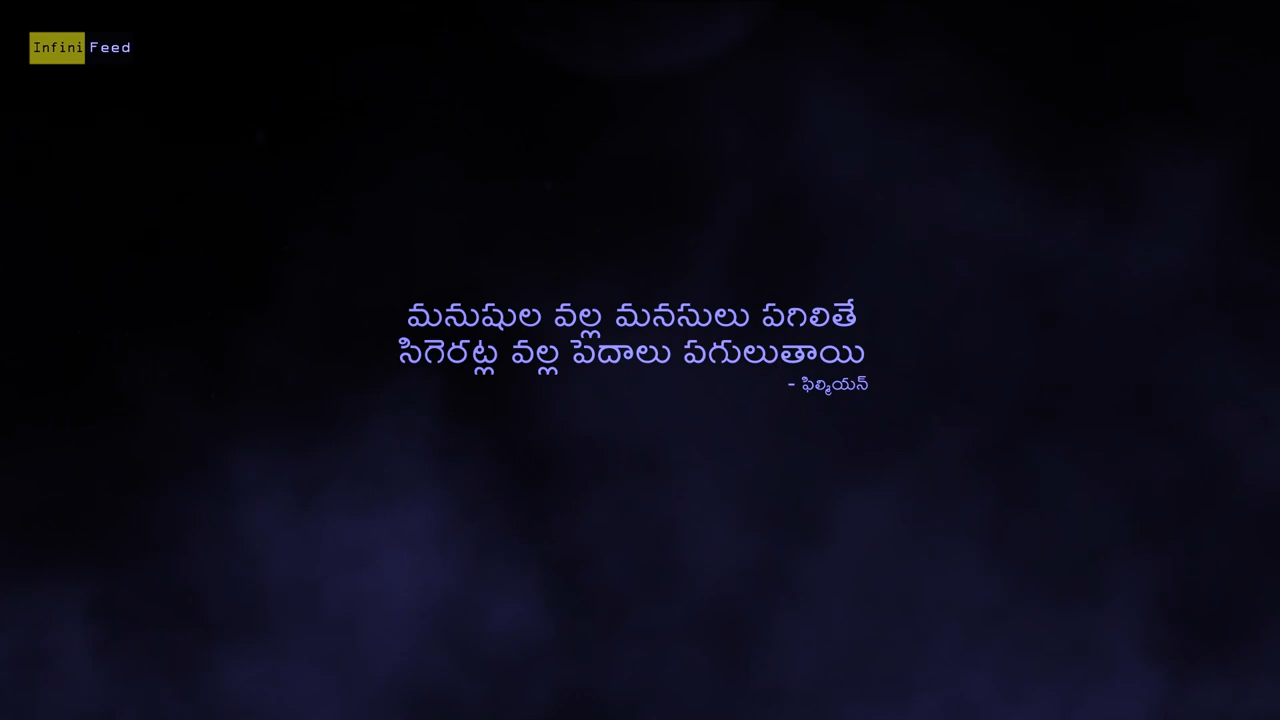 Infini Feed
మనుషుల వల్ల మనసులు పగిలితే
సిగెరట్ల వల్ల పెదాలు పగులుతాయి
- ఫిల్మియన్